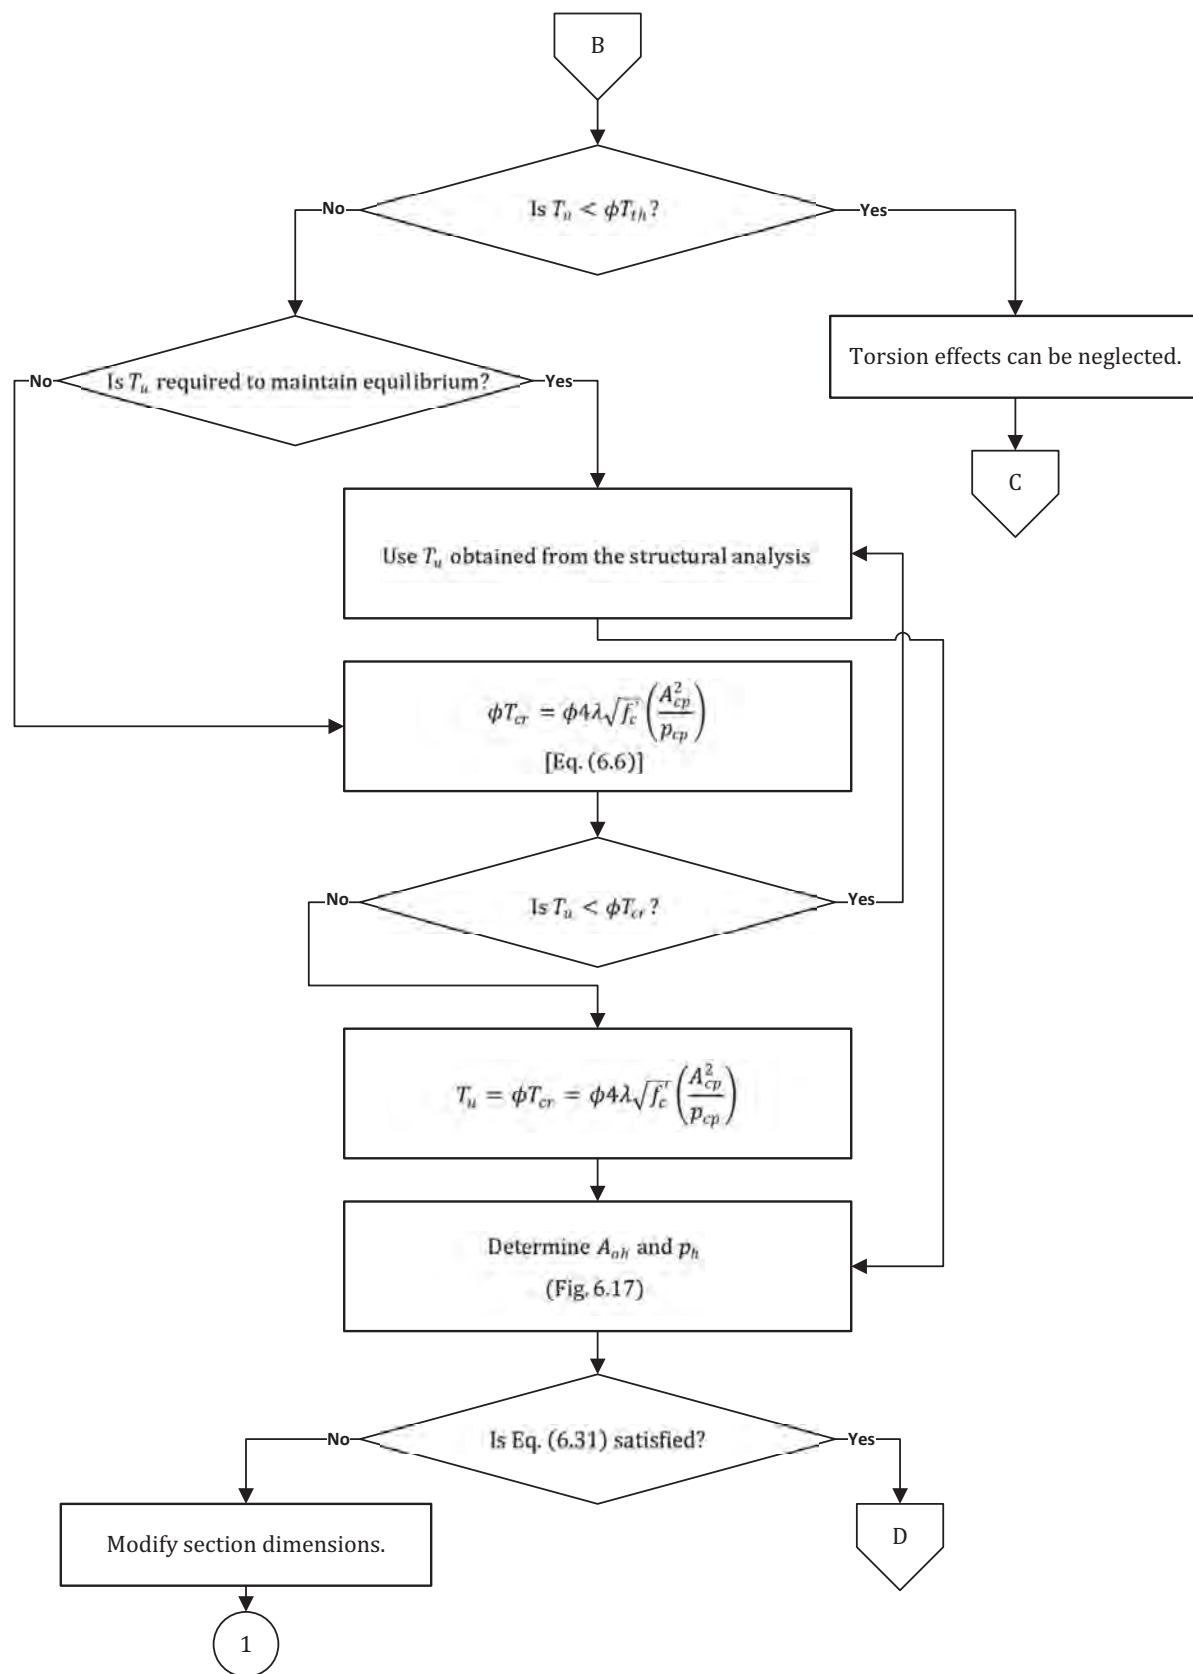 B
Is T_u < ϕT_th?
No
Yes
Torsion effects can be neglected.
C
Is T_u required to maintain equilibrium?
No
Yes
Use T_u obtained from the structural analysis
ϕT_cr = ϕ4λ√f_c' (A_cp^2 / p_cp)
[Eq. (6.6)]
Is T_u < ϕT_cr?
No
Yes
T_u = ϕT_cr = ϕ4λ√f_c' (A_cp^2 / p_cp)
Determine A_oh and p_h
(Fig. 6.17)
Is Eq. (6.31) satisfied?
No
Yes
Modify section dimensions.
D
1